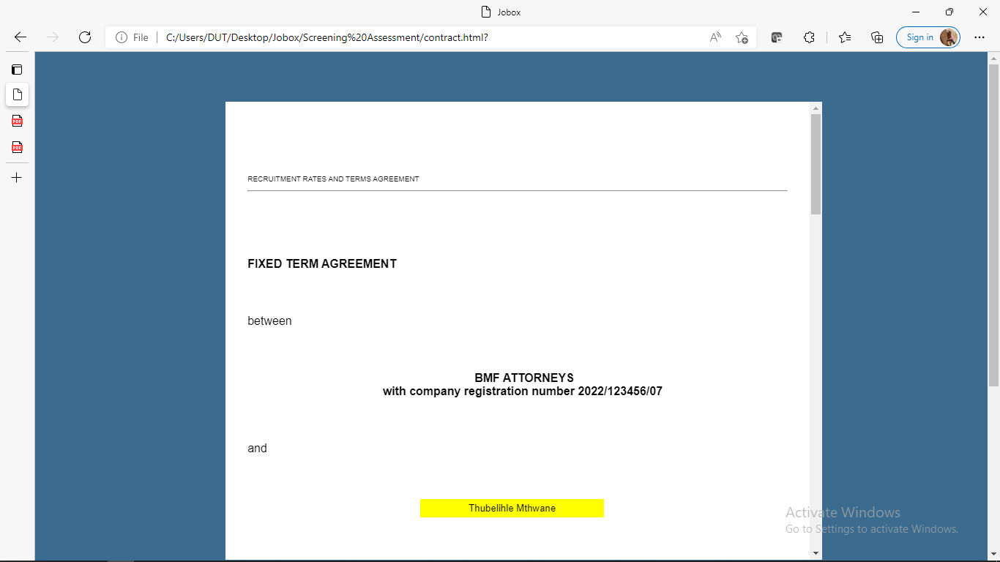 Jobox
File
C:/Users/DUT/Desktop/Jobox/Screening%20Assessment/contract.html?
Sign in
RECRUITMENT RATES AND TERMS AGREEMENT
FIXED TERM AGREEMENT
between
BMF ATTORNEYS
with company registration number 2022/123456/07
and
Thubelihle Mthwane
Activate Windows
Go to Settings to activate Windows.